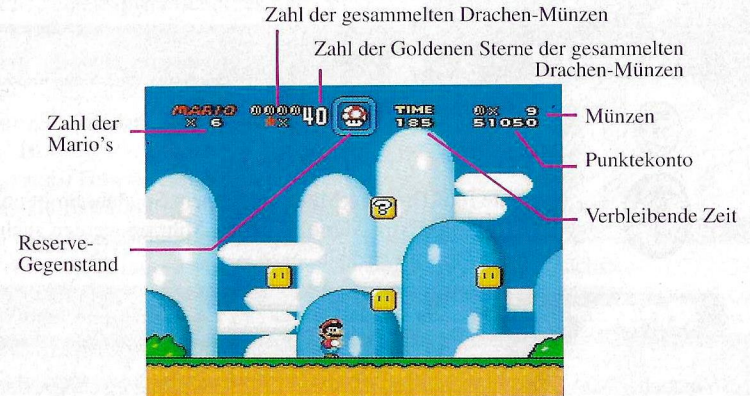 Zahl der gesammelten Drachen-Münzen
Zahl der Goldenen Sterne der gesammelten
Drachen-Münzen
Zahl der
Mario's
MARIO
x 6
x
40
TIME
185
x 9
51050
?
Münzen
Punktekonto
Verbleibende Zeit
Reserve-
Gegenstand